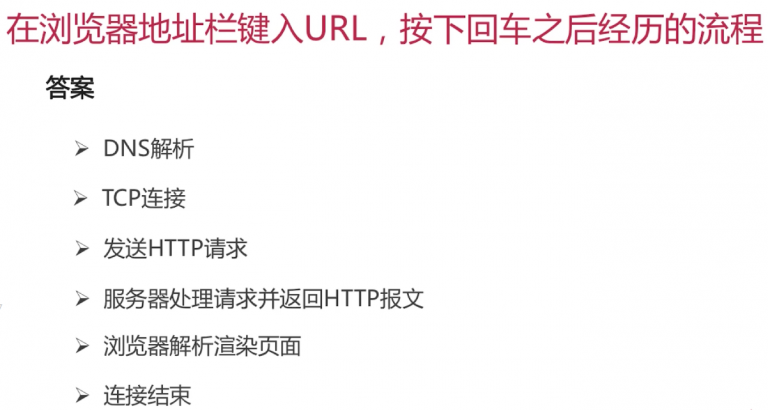 在浏览器地址栏键入URL，按下回车之后经历的流程
答案
➢ DNS解析
➢ TCP连接
➢ 发送HTTP请求
➢ 服务器处理请求并返回HTTP报文
➢ 浏览器解析渲染页面
➢ 连接结束